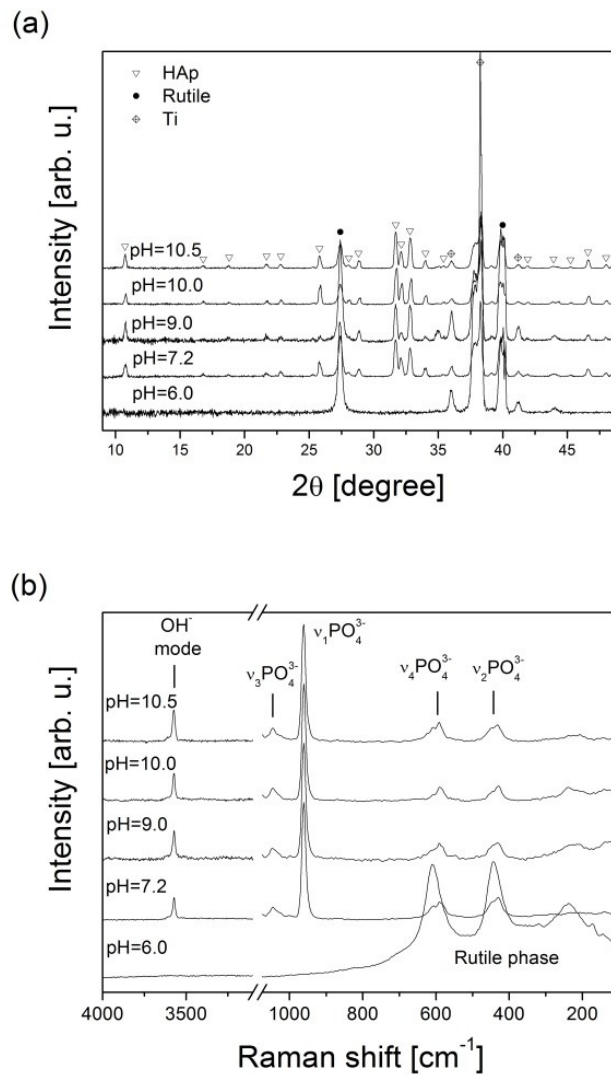 (a)
HAp
Rutile
Ti
Intensity [arb. u.]
pH=10.5
pH=10.0
pH=9.0
pH=7.2
pH=6.0
10 15 20 25 30 35 40 45
2θ [degree]
(b)
OH⁻
mode
ν₃PO₄³⁻
ν₁PO₄³⁻
ν₄PO₄³⁻
ν₂PO₄³⁻
Intensity [arb. u.]
pH=10.5
pH=10.0
pH=9.0
pH=7.2
pH=6.0
Rutile phase
4000 3500 1000 800 600 400 200
Raman shift [cm⁻¹]